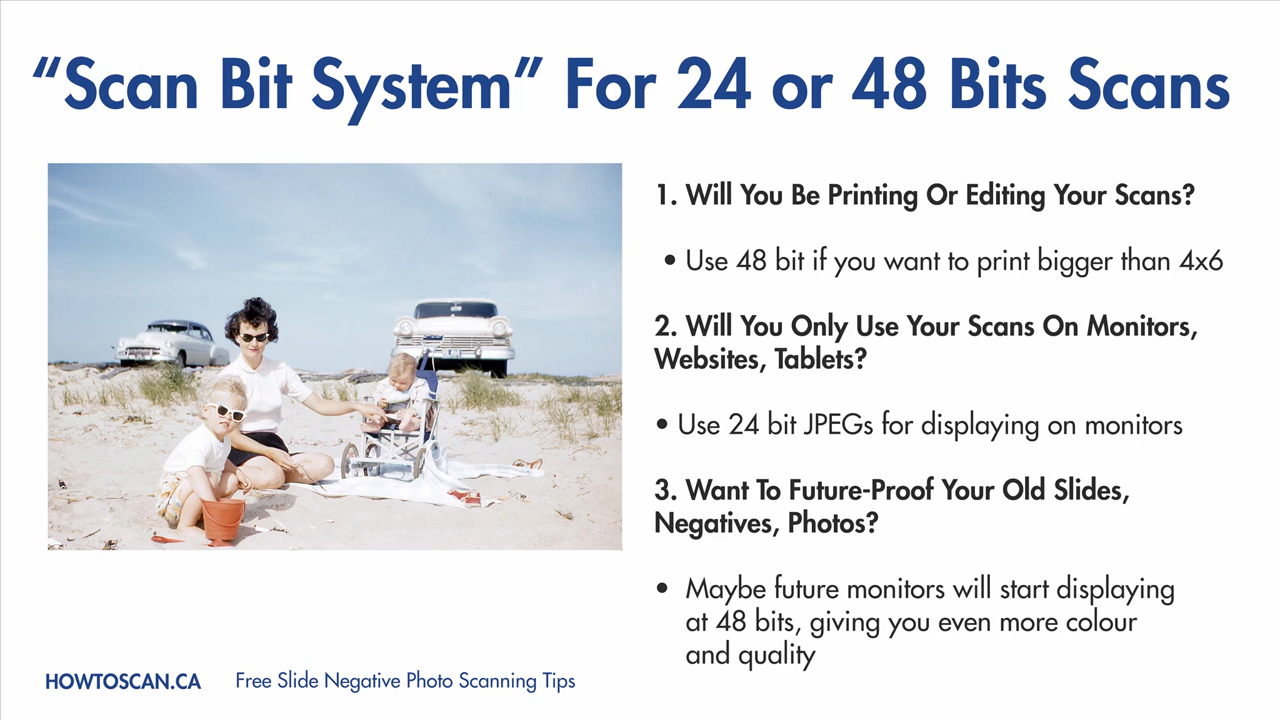 “Scan Bit System” For 24 or 48 Bits Scans
1. Will You Be Printing Or Editing Your Scans?
• Use 48 bit if you want to print bigger than 4x6
2. Will You Only Use Your Scans On Monitors,
Websites, Tablets?
• Use 24 bit JPEGs for displaying on monitors
3. Want To Future-Proof Your Old Slides,
Negatives, Photos?
• Maybe future monitors will start displaying
at 48 bits, giving you even more colour
and quality
HOWTOSCAN.CA Free Slide Negative Photo Scanning Tips